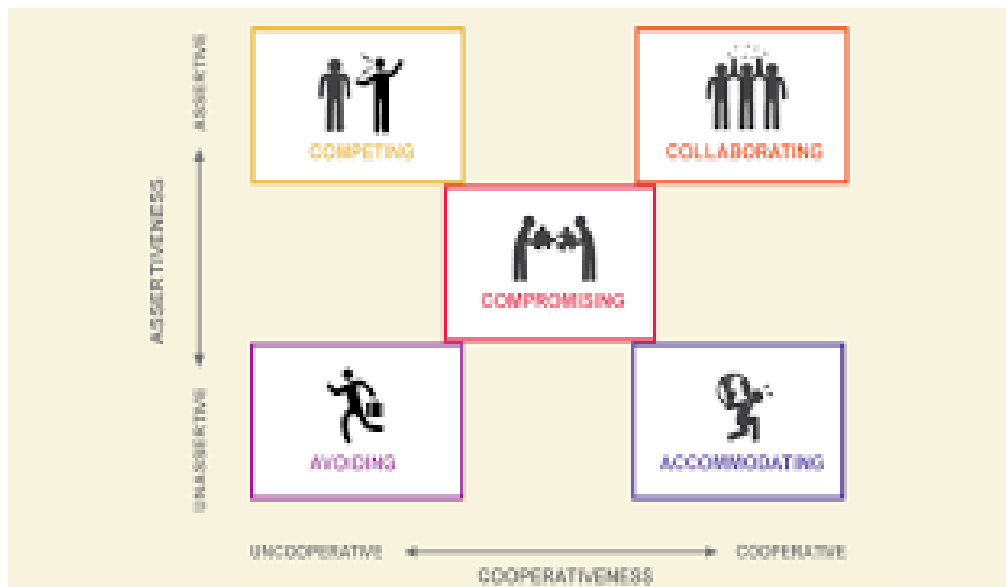 ASSERTIVE
COMPETING
COLLABORATING
ASSERTIVENESS
COMPROMISING
UNASSERTIVE
AVOIDING
ACCOMMODATING
UNCOOPERATIVE
COOPERATIVE
COOPERATIVENESS